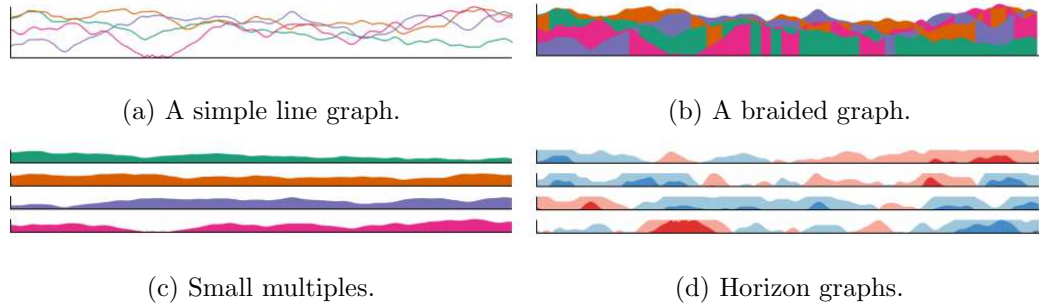 (a) A simple line graph.
(b) A braided graph.
(c) Small multiples.
(d) Horizon graphs.